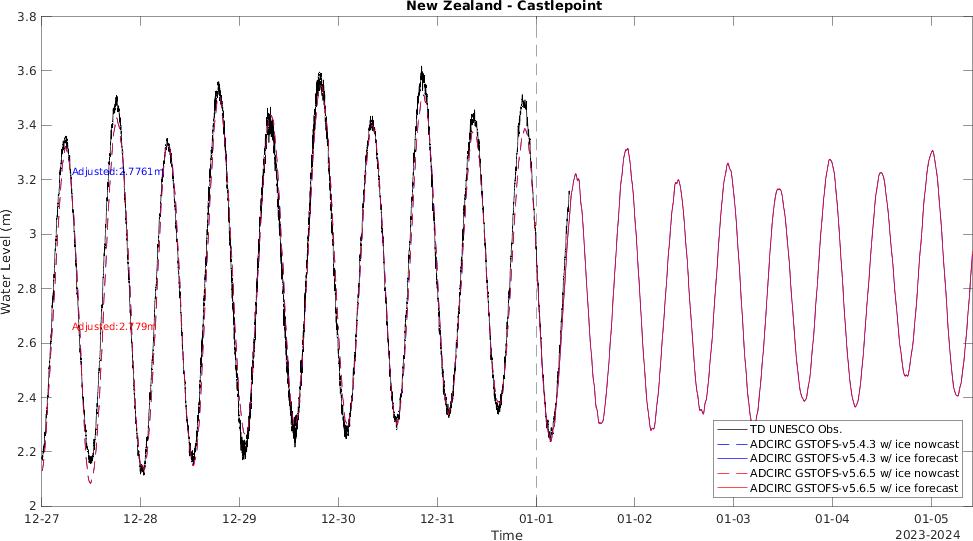 New Zealand - Castlepoint
3.8
3.6
3.4
3.2
3
2.8
2.6
2.4
2.2
2
Water Level (m)
Adjusted:2.7761m
Adjusted:2.779m
TD UNESCO Obs.
ADCIRC GSTOFS-v5.4.3 w/ ice nowcast
ADCIRC GSTOFS-v5.4.3 w/ ice forecast
ADCIRC GSTOFS-v5.6.5 w/ ice nowcast
ADCIRC GSTOFS-v5.6.5 w/ ice forecast
12-27 12-28 12-29 12-30 12-31 01-01 01-02 01-03 01-04 01-05
Time
2023-2024